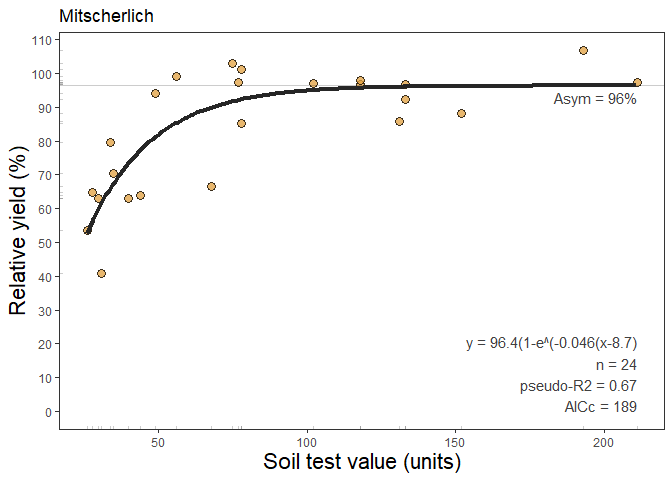 Mitscherlich
110
100
90
80
70
60
50
40
30
20
10
0
Relative yield (%)
Asym = 96%
y = 96.4(1-e^(-0.046(x-8.7)
n = 24
pseudo-R2 = 0.67
AICc = 189
50 100 150 200
Soil test value (units)